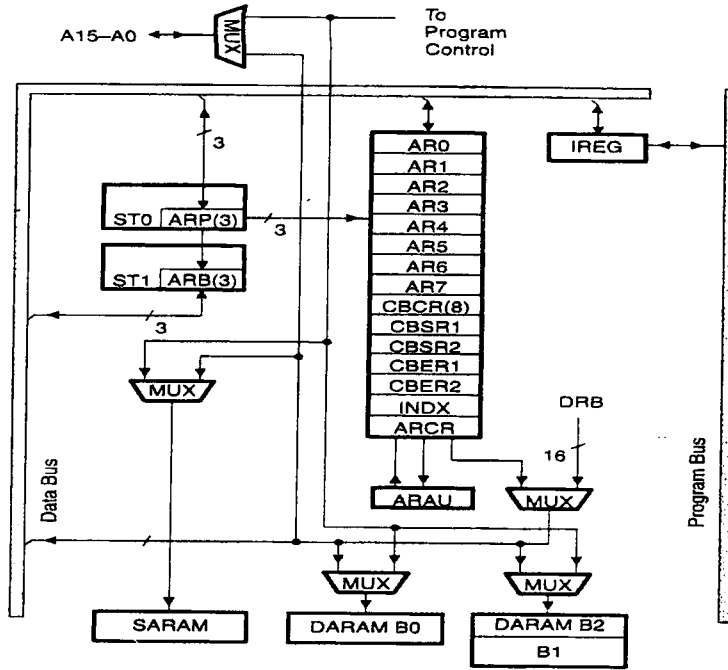 To
Program
Control
A15–A0
MUX
3
IREG
AR0
AR1
AR2
AR3
AR4
AR5
AR6
AR7
CBCR(8)
CBSR1
CBSR2
CBER1
CBER2
INDX
ARCR
ST0 ARP(3)
3
ST1 ARB(3)
3
MUX
DRB
16
ARAU
MUX
Data Bus
Program Bus
MUX
MUX
SARAM
DARAM B0
DARAM B2
B1